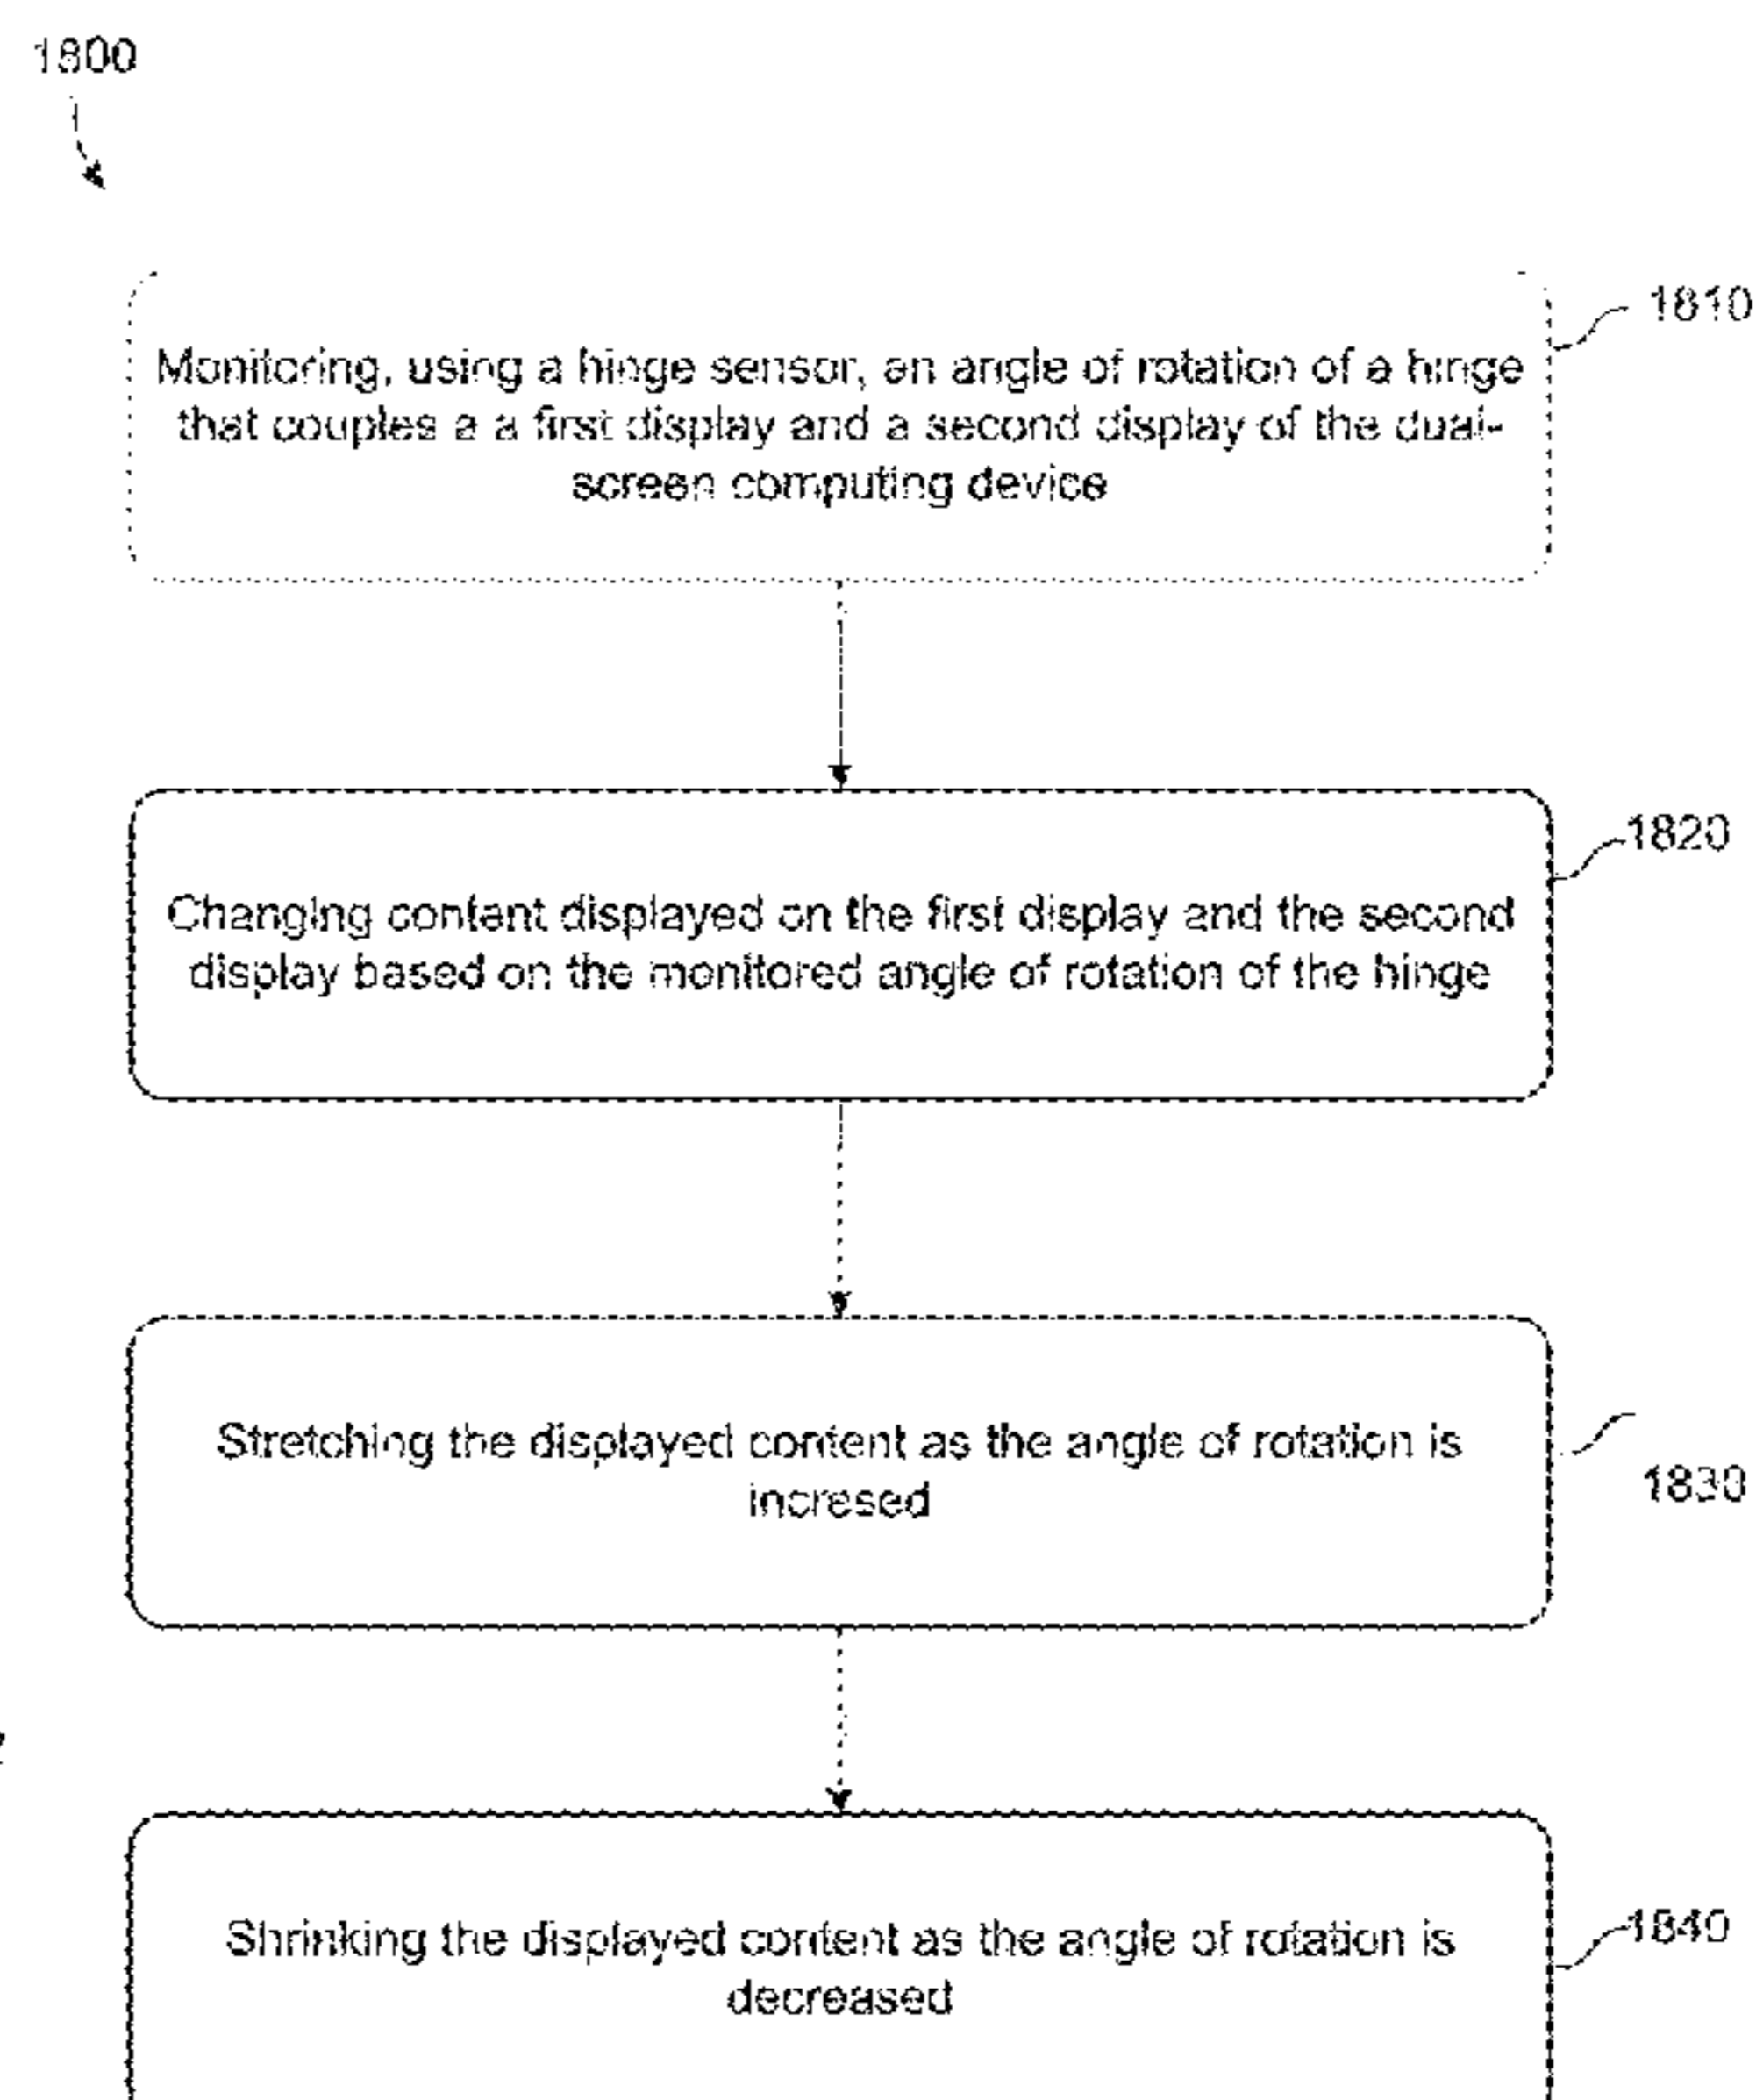 1800
1810
Monitoring, using a hinge sensor, an angle of rotation of a hinge
that couples a a first display and a second display of the dual-
screen computing device
1820
Changing content displayed on the first display and the second
display based on the monitored angle of rotation of the hinge
Stretching the displayed content as the angle of rotation is
incresed
1830
Shrinking the displayed content as the angle of rotation is
decreased
1840